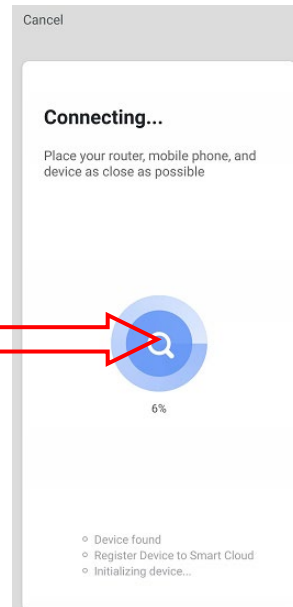 Cancel
Connecting...
Place your router, mobile phone, and
device as close as possible
6%
Device found
Register Device to Smart Cloud
Initializing device...